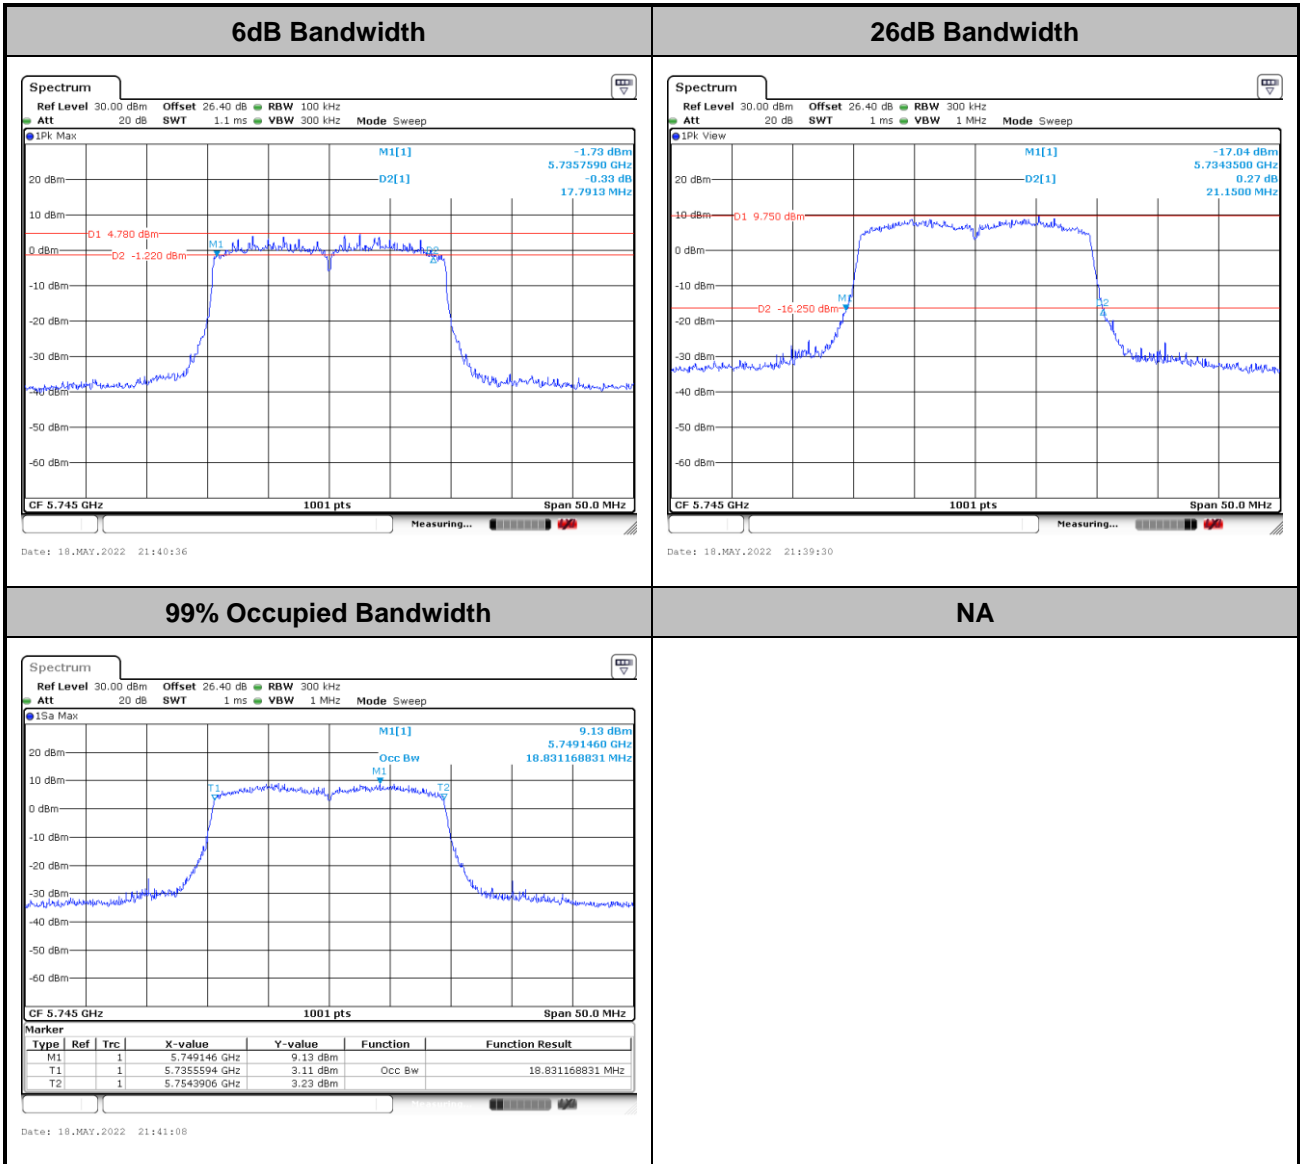 6dB Bandwidth
26dB Bandwidth
Spectrum
Ref Level 30.00 dBm Offset 26.40 dB RBW 100 kHz
Att 20 dB SWT 1.1 ms VBW 300 kHz Mode Sweep
1Pk Max
M1[1] -1.73 dBm
5.7357590 GHz
D2[1] -0.33 dB
17.7913 MHz
20 dBm
10 dBm
D1 4.780 dBm
M1
D2
0 dBm
D2 -1.220 dBm
-10 dBm
-20 dBm
-30 dBm
-40 dBm
-50 dBm
-60 dBm
CF 5.745 GHz 1001 pts Span 50.0 MHz
Measuring...
Date: 18.MAY.2022 21:40:36
Spectrum
Ref Level 30.00 dBm Offset 26.40 dB RBW 300 kHz
Att 20 dB SWT 1 ms VBW 1 MHz Mode Sweep
1Pk View
M1[1] -17.04 dBm
5.7343500 GHz
D2[1] 0.27 dB
21.1500 MHz
20 dBm
10 dBm
D1 9.750 dBm
0 dBm
-10 dBm
M1
D2 -16.250 dBm
-20 dBm
-30 dBm
-40 dBm
-50 dBm
-60 dBm
CF 5.745 GHz 1001 pts Span 50.0 MHz
Measuring...
Date: 18.MAY.2022 21:39:30
99% Occupied Bandwidth
NA
Spectrum
Ref Level 30.00 dBm Offset 26.40 dB RBW 300 kHz
Att 20 dB SWT 1 ms VBW 1 MHz Mode Sweep
1Sa Max
M1[1] 9.13 dBm
5.7491460 GHz
Occ Bw 18.831168831 MHz
20 dBm
M1
10 dBm
T1
T2
0 dBm
-10 dBm
-20 dBm
-30 dBm
-40 dBm
-50 dBm
-60 dBm
CF 5.745 GHz 1001 pts Span 50.0 MHz
Marker
Type Ref Trc X-value Y-value Function Function Result
M1 1 5.749146 GHz 9.13 dBm
T1 1 5.7355594 GHz 3.11 dBm Occ Bw 18.831168831 MHz
T2 1 5.7543906 GHz 3.23 dBm
Measuring...
Date: 18.MAY.2022 21:41:08